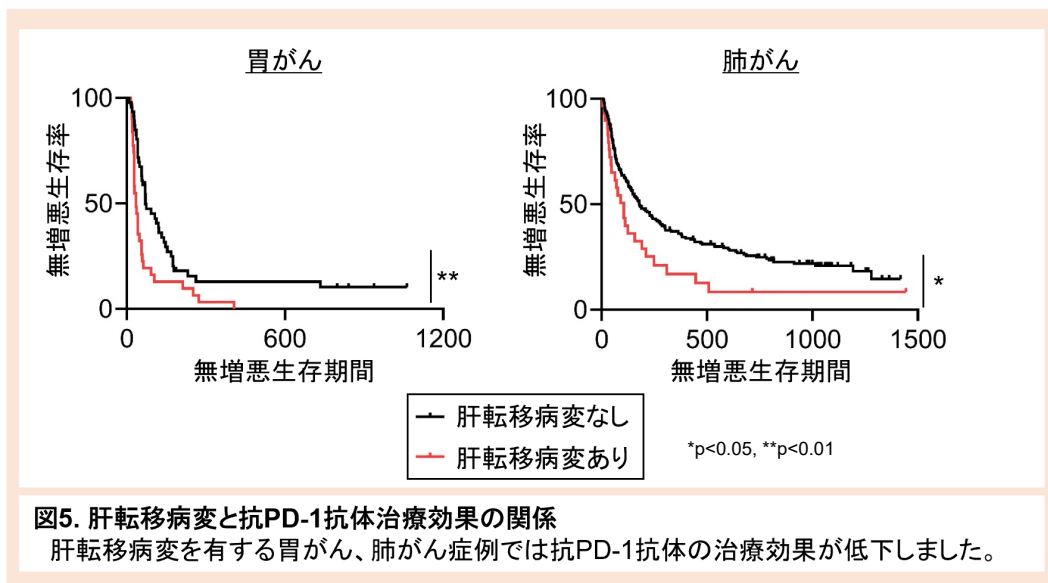 胃がん
100
50
0
無増悪生存率
0
600
1200
無増悪生存期間
**
肺がん
100
50
0
無増悪生存率
0
500
1000
1500
無増悪生存期間
*
肝転移病変なし
肝転移病変あり
*p<0.05, **p<0.01
図5. 肝転移病変と抗PD-1抗体治療効果の関係
肝転移病変を有する胃がん、肺がん症例では抗PD-1抗体の治療効果が低下しました。